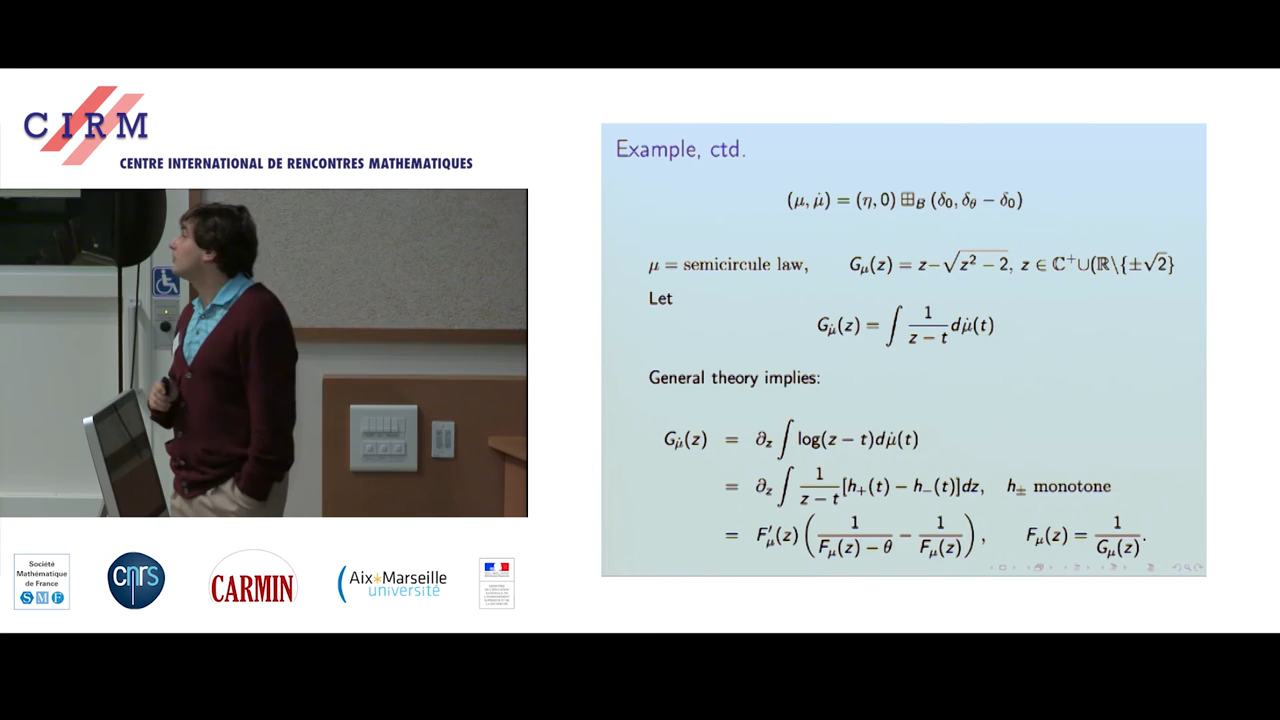 CIRM
CENTRE INTERNATIONAL DE RENCONTRES MATHEMATIQUES
Example, ctd.
(μ, μ̇) = (η, 0) ⊞_B (δ₀, δ_θ − δ₀)
μ = semicircule law, G_μ(z) = z−√(z² − 2), z ∈ ℂ⁺∪(ℝ\{±√2}
Let
G_μ̇(z) = ∫ 1/(z − t) dμ̇(t)
General theory implies:
G_μ̇(z) = ∂_z ∫ log(z − t)dμ̇(t)
= ∂_z ∫ 1/(z − t) [h₊(t) − h₋(t)]dz, h_± monotone
= F′_μ(z) (1/(F_μ(z) − θ) − 1/F_μ(z)), F_μ(z) = 1/G_μ(z).
Société
Mathématique
de France
SMF
cnrs
CARMIN
Aix*Marseille
université